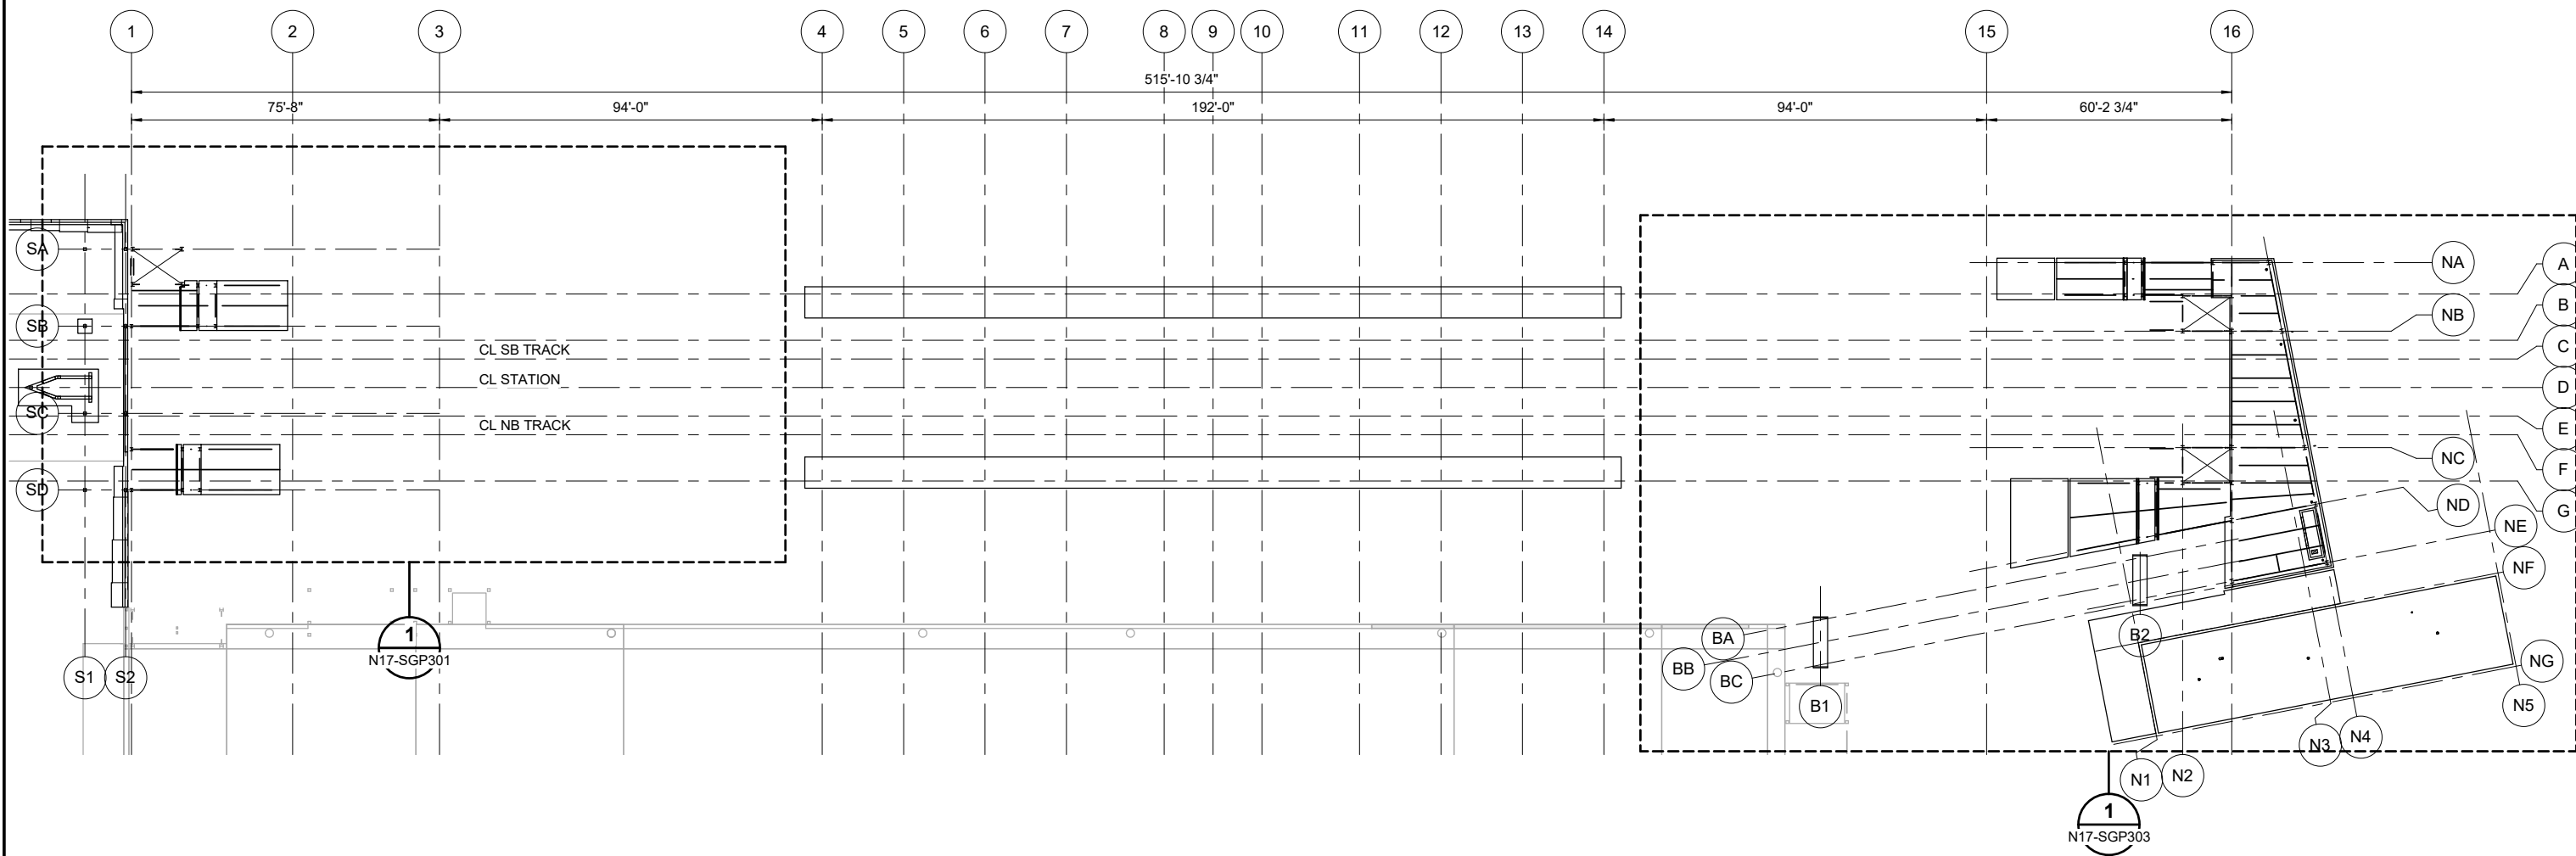 1 2 3 4 5 6 7 8 9 10 11 12 13 14 15 16
515'-10 3/4"
75'-8" 94'-0" 192'-0" 94'-0" 60'-2 3/4"
SA
NA
A
SB
NB
B
C
CL SB TRACK
CL STATION
D
SC
CL NB TRACK
E
NC
F
SD
ND
G
NE
NF
BA
B2
BB
BC
NG
S1
S2
B1
N5
1
N17-SGP301
N3
N4
N1
N2
1
N17-SGP303